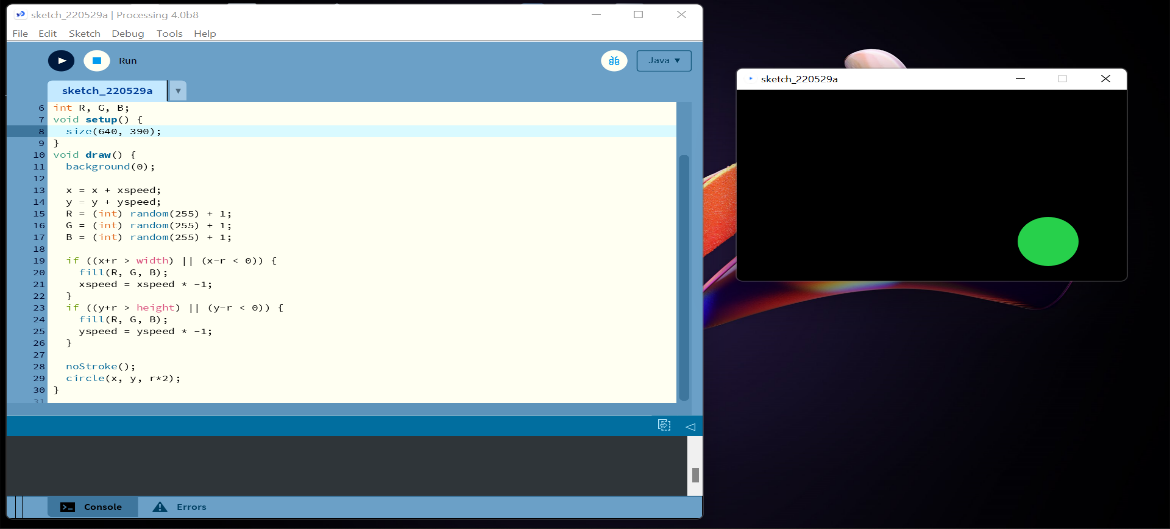 sketch_220529a | Processing 4.0b8
File Edit Sketch Debug Tools Help
Run
Java ▼
sketch_220529a ▼
6 int R, G, B;
7 void setup() {
8 size(640, 390);
9 }
10 void draw() {
11 background(0);
12
13 x = x + xspeed;
14 y = y + yspeed;
15 R = (int) random(255) + 1;
16 G = (int) random(255) + 1;
17 B = (int) random(255) + 1;
18
19 if ((x+r > width) || (x-r < 0)) {
20 fill(R, G, B);
21 xspeed = xspeed * -1;
22 }
23 if ((y+r > height) || (y-r < 0)) {
24 fill(R, G, B);
25 yspeed = yspeed * -1;
26 }
27
28 noStroke();
29 circle(x, y, r*2);
30 }
31
Console Errors
sketch_220529a